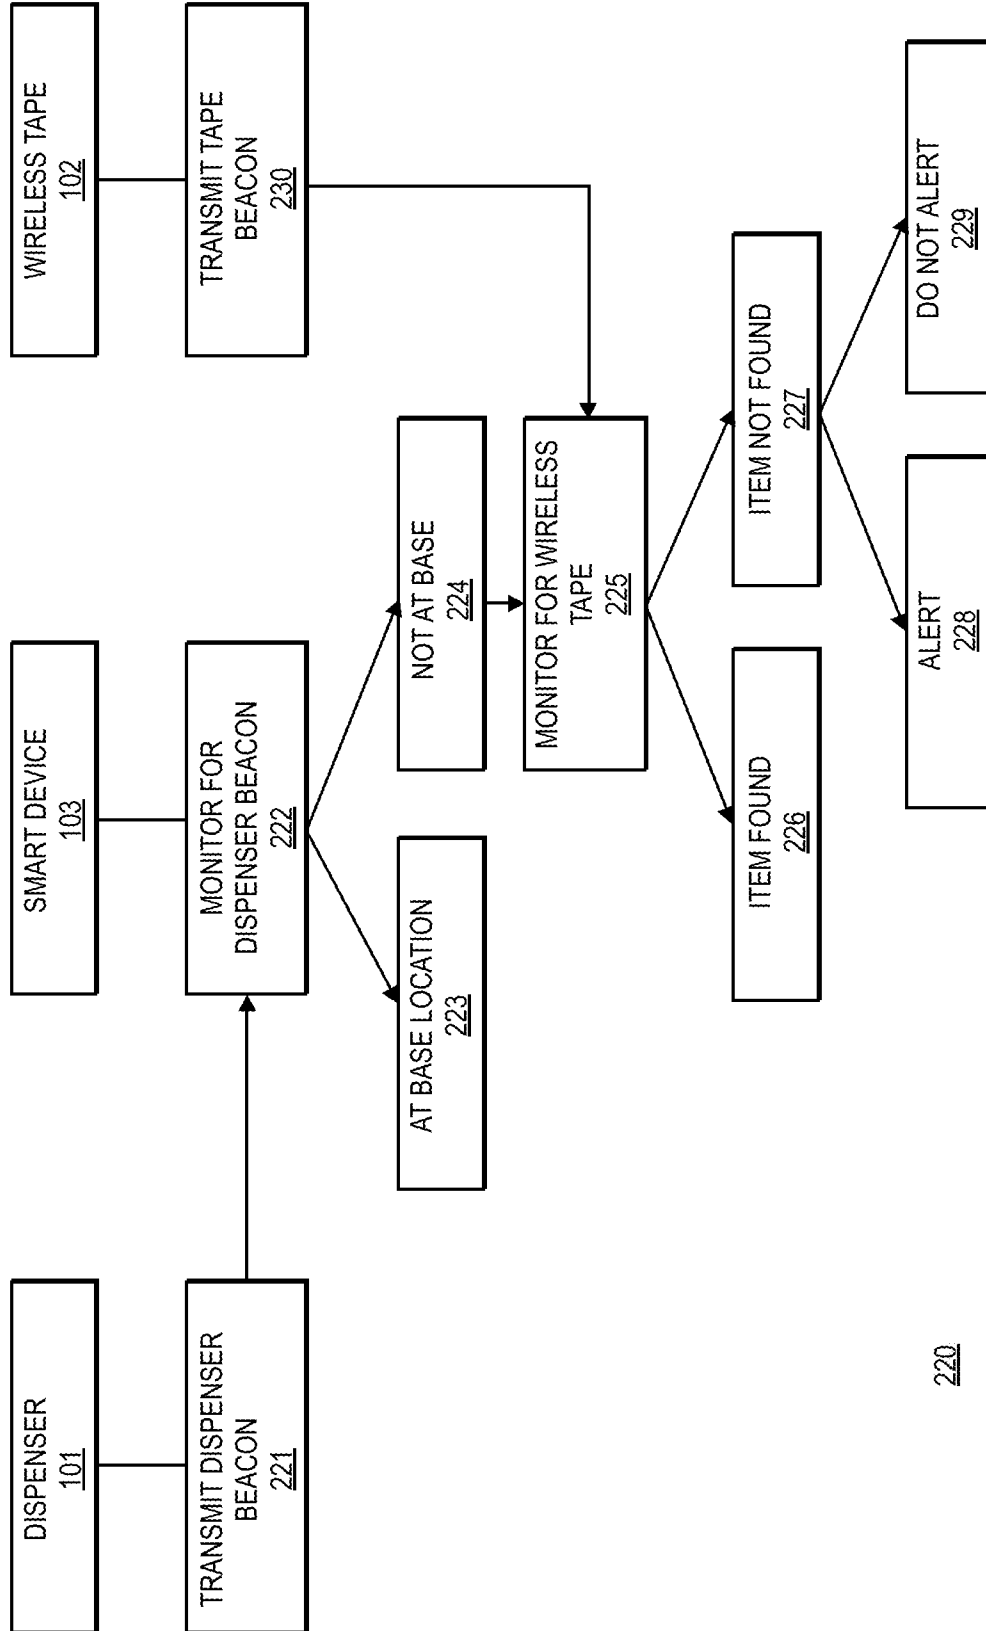 DISPENSER
101
SMART DEVICE
103
WIRELESS TAPE
102
TRANSMIT DISPENSER
BEACON
221
MONITOR FOR
DISPENSER BEACON
222
TRANSMIT TAPE
BEACON
230
AT BASE LOCATION
223
NOT AT BASE
224
MONITOR FOR WIRELESS
TAPE
225
ITEM FOUND
226
ITEM NOT FOUND
227
ALERT
228
DO NOT ALERT
229
220